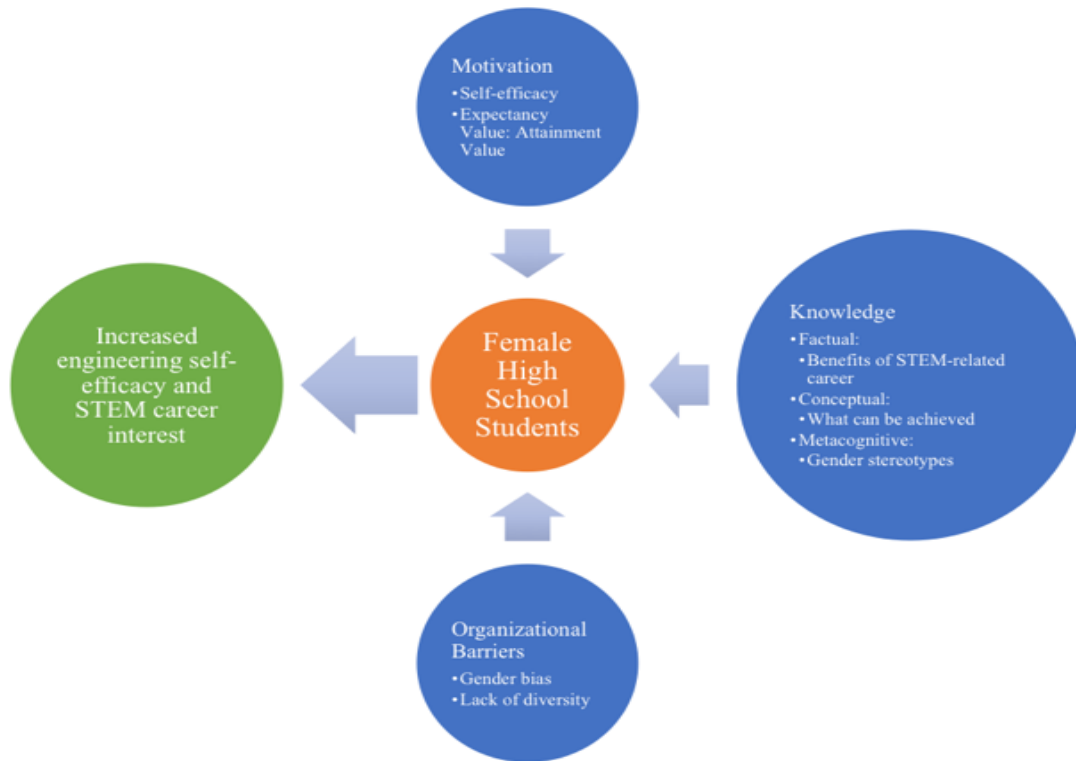 Motivation
•Self-efficacy
•Expectancy
Value: Attainment
Value
Increased
engineering self-
efficacy and
STEM career
interest
Female
High
School
Students
Knowledge
•Factual:
•Benefits of STEM-related
career
•Conceptual:
•What can be achieved
•Metacognitive:
•Gender stereotypes
Organizational
Barriers
•Gender bias
•Lack of diversity